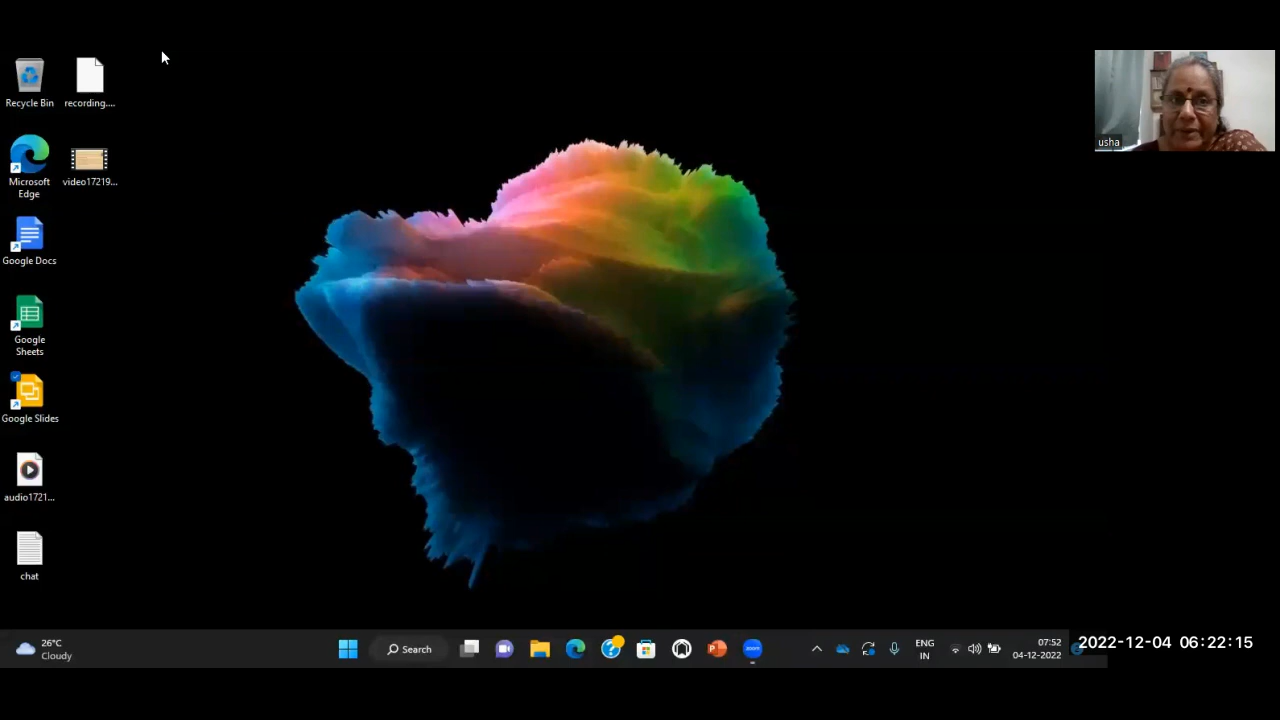 Recycle Bin
recording....
Microsoft
Edge
video17219...
Google Docs
Google
Sheets
Google Slides
audio1721...
chat
usha
26°C
Cloudy
Search
zoom
ENG
IN
07:52
04-12-2022
2022-12-04 06:22:15